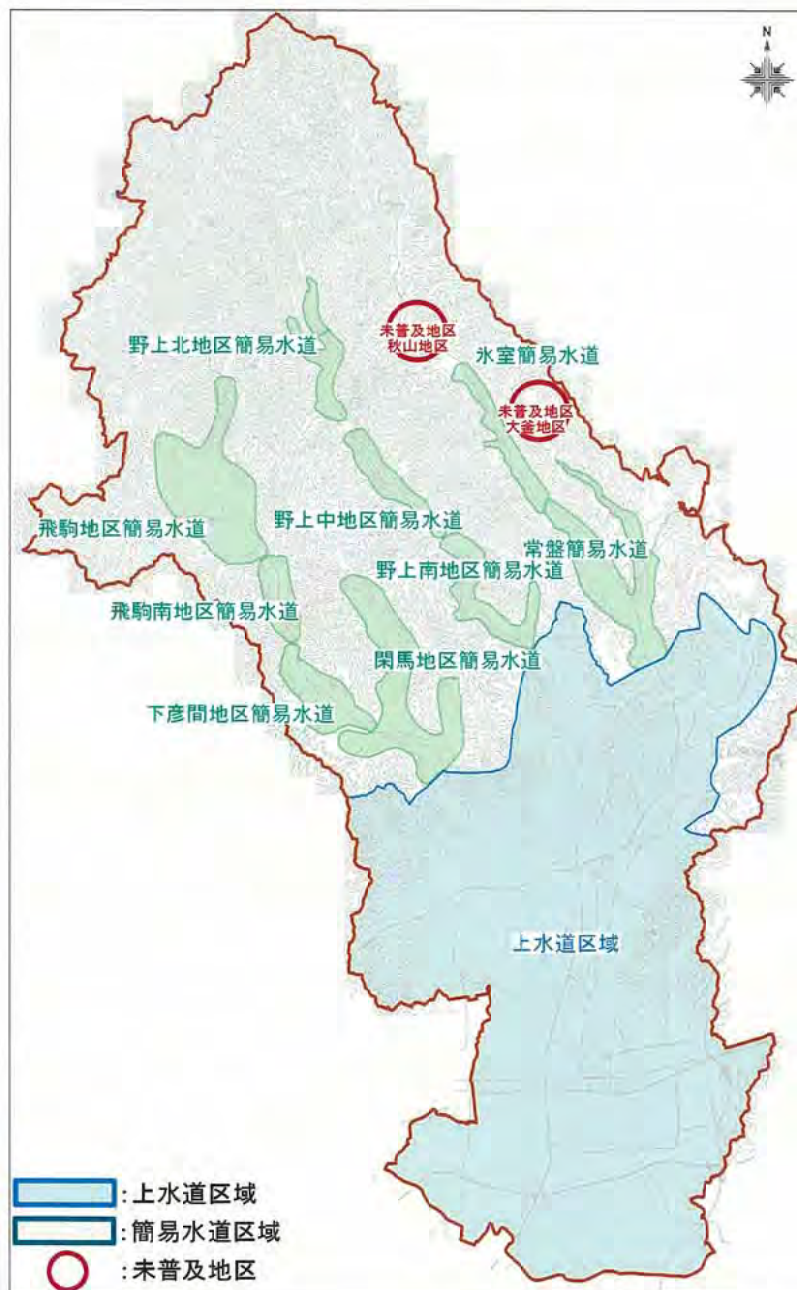 N
未普及地区
秋山地区
野上北地区簡易水道
氷室簡易水道
未普及地区
大釜地区
飛駒地区簡易水道
野上中地区簡易水道
常盤簡易水道
野上南地区簡易水道
飛駒南地区簡易水道
閑馬地区簡易水道
下彦間地区簡易水道
上水道区域
:上水道区域
:簡易水道区域
:未普及地区